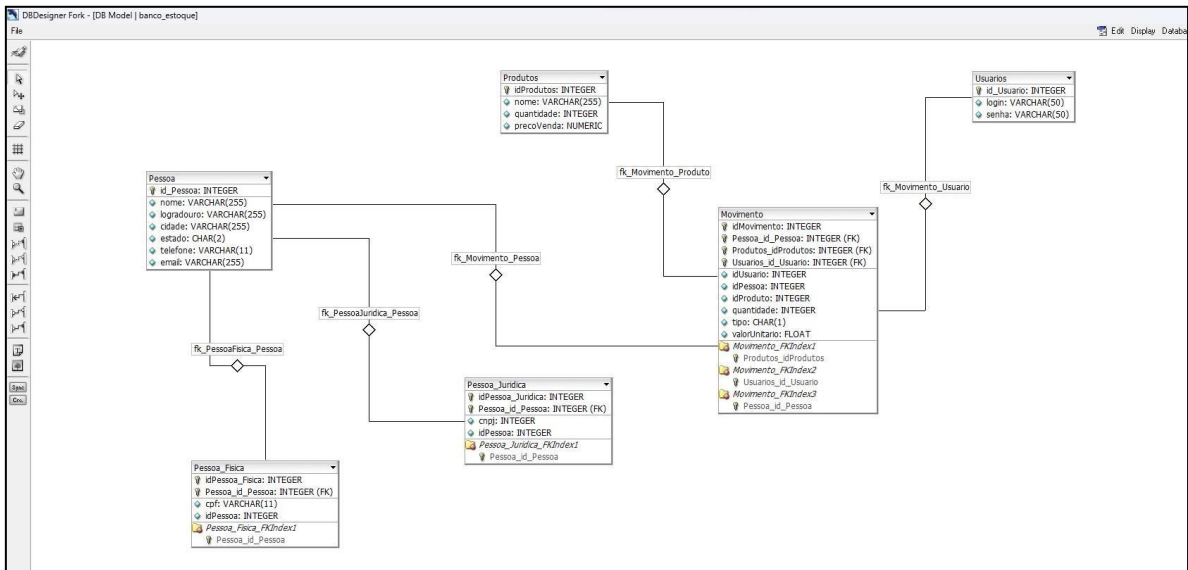 DBDesigner Fork - [DB Model | banco_estoque]
File
Edit Display Databa
Produtos
idProdutos: INTEGER
nome: VARCHAR(255)
quantidade: INTEGER
precoVenda: NUMERIC
Usuarios
id_Usuario: INTEGER
login: VARCHAR(50)
senha: VARCHAR(50)
fk_Movimento_Produto
fk_Movimento_Usuario
Pessoa
id_Pessoa: INTEGER
nome: VARCHAR(255)
logradouro: VARCHAR(255)
cidade: VARCHAR(255)
estado: CHAR(2)
telefone: VARCHAR(11)
email: VARCHAR(255)
Movimento
idMovimento: INTEGER
Pessoa_id_Pessoa: INTEGER (FK)
Produtos_idProdutos: INTEGER (FK)
Usuarios_id_Usuario: INTEGER (FK)
idUsuario: INTEGER
idPessoa: INTEGER
idProduto: INTEGER
quantidade: INTEGER
tipo: CHAR(1)
valorUnitario: FLOAT
Movimento_FKIndex1
Produtos_idProdutos
Movimento_FKIndex2
Usuarios_id_Usuario
Movimento_FKIndex3
Pessoa_id_Pessoa
fk_Movimento_Pessoa
fk_PessoaJuridica_Pessoa
fk_PessoaFisica_Pessoa
Pessoa_Juridica
idPessoa_Juridica: INTEGER
Pessoa_id_Pessoa: INTEGER (FK)
cnpj: INTEGER
idPessoa: INTEGER
Pessoa_Juridica_FKIndex1
Pessoa_id_Pessoa
Pessoa_Fisica
idPessoa_Fisica: INTEGER
Pessoa_id_Pessoa: INTEGER (FK)
cpf: VARCHAR(11)
idPessoa: INTEGER
Pessoa_Fisica_FKIndex1
Pessoa_id_Pessoa
Sync